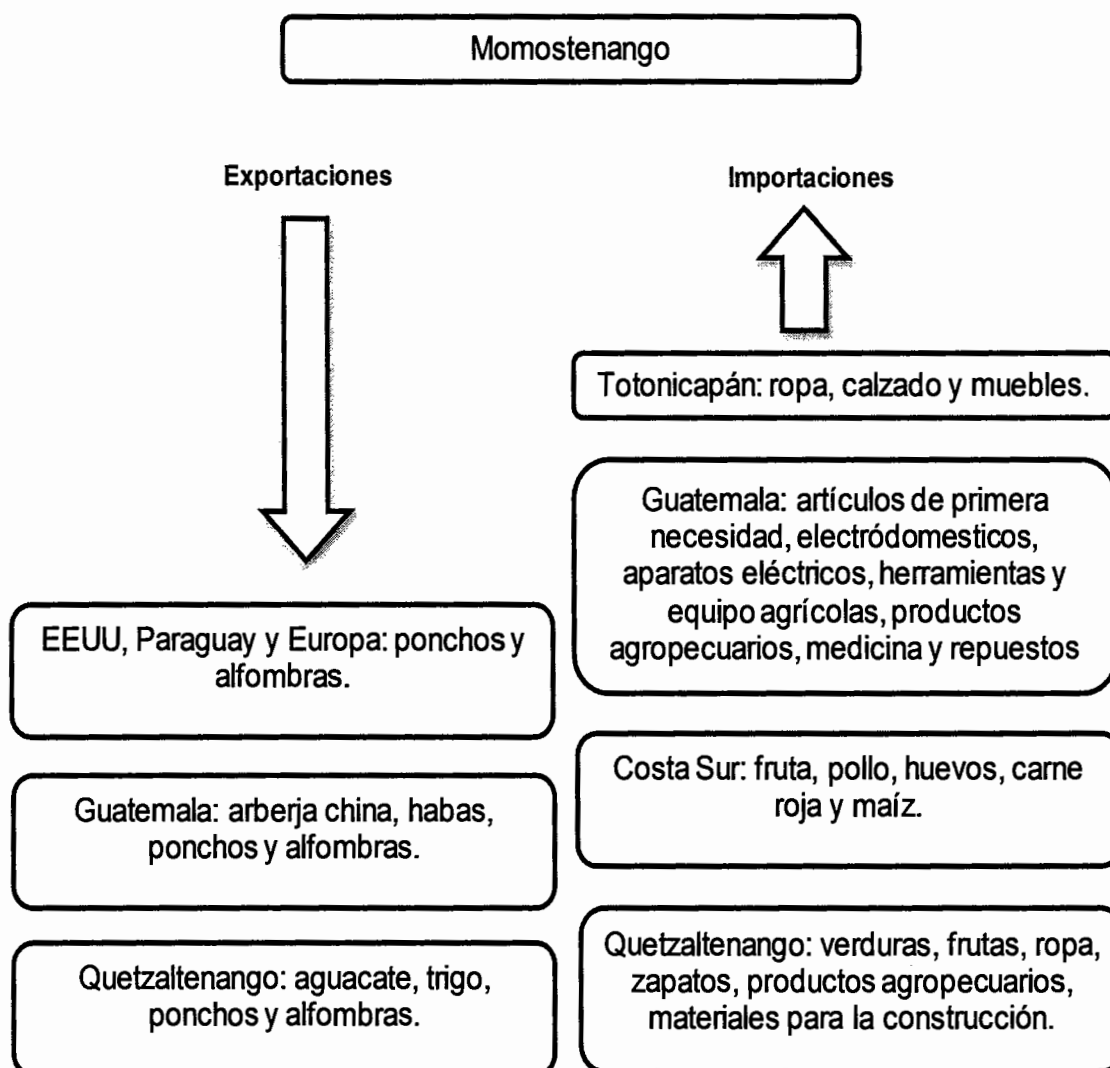 Momostenango
Exportaciones
Importaciones
EEUU, Paraguay y Europa: ponchos y
alfombras.
Guatemala: arberja china, habas,
ponchos y alfombras.
Quetzaltenango: aguacate, trigo,
ponchos y alfombras.
Totonicapán: ropa, calzado y muebles.
Guatemala: artículos de primera
necesidad, electródomesticos,
aparatos eléctricos, herramientas y
equipo agrícolas, productos
agropecuarios, medicina y repuestos
Costa Sur: fruta, pollo, huevos, carne
roja y maíz.
Quetzaltenango: verduras, frutas, ropa,
zapatos, productos agropecuarios,
materiales para la construcción.